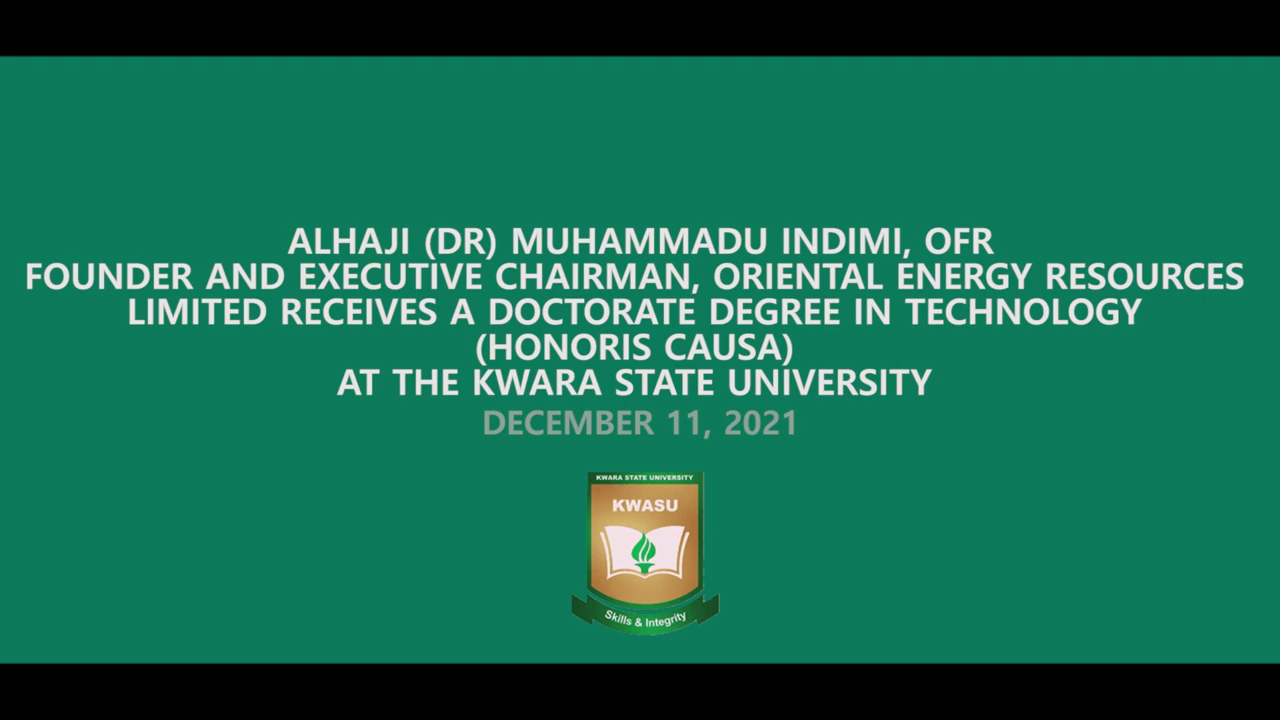 ALHAJI (DR) MUHAMMADU INDIMI, OFR
FOUNDER AND EXECUTIVE CHAIRMAN, ORIENTAL ENERGY RESOURCES
LIMITED RECEIVES A DOCTORATE DEGREE IN TECHNOLOGY
(HONORIS CAUSA)
AT THE KWARA STATE UNIVERSITY
DECEMBER 11, 2021
KWARA STATE UNIVERSITY
KWASU
Skills & Integrity